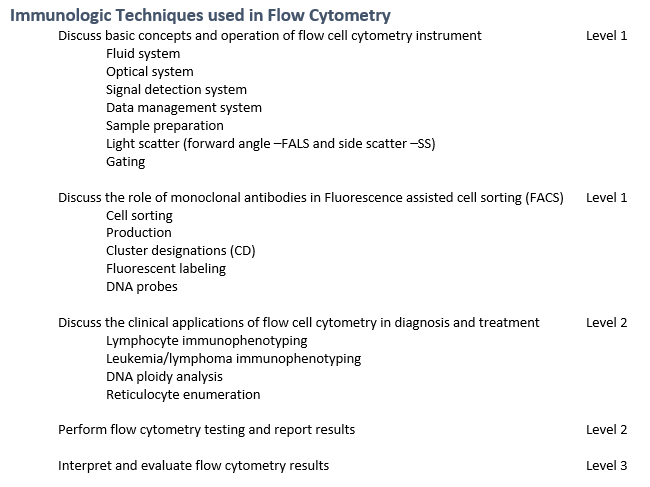 Immunologic Techniques used in Flow Cytometry
Discuss basic concepts and operation of flow cell cytometry instrument Level 1
Fluid system
Optical system
Signal detection system
Data management system
Sample preparation
Light scatter (forward angle –FALS and side scatter –SS)
Gating
Discuss the role of monoclonal antibodies in Fluorescence assisted cell sorting (FACS) Level 1
Cell sorting
Production
Cluster designations (CD)
Fluorescent labeling
DNA probes
Discuss the clinical applications of flow cell cytometry in diagnosis and treatment Level 2
Lymphocyte immunophenotyping
Leukemia/lymphoma immunophenotyping
DNA ploidy analysis
Reticulocyte enumeration
Perform flow cytometry testing and report results Level 2
Interpret and evaluate flow cytometry results Level 3